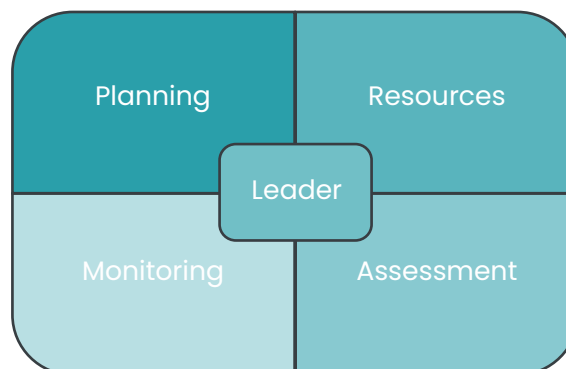 Planning
Resources
Leader
Monitoring
Assessment